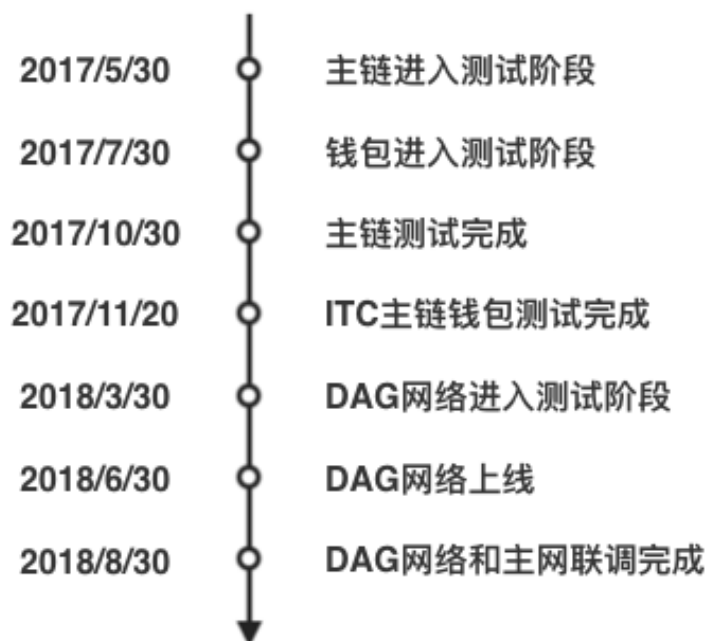 2017/5/30 主链进入测试阶段
2017/7/30 钱包进入测试阶段
2017/10/30 主链测试完成
2017/11/20 ITC主链钱包测试完成
2018/3/30 DAG网络进入测试阶段
2018/6/30 DAG网络上线
2018/8/30 DAG网络和主网联调完成